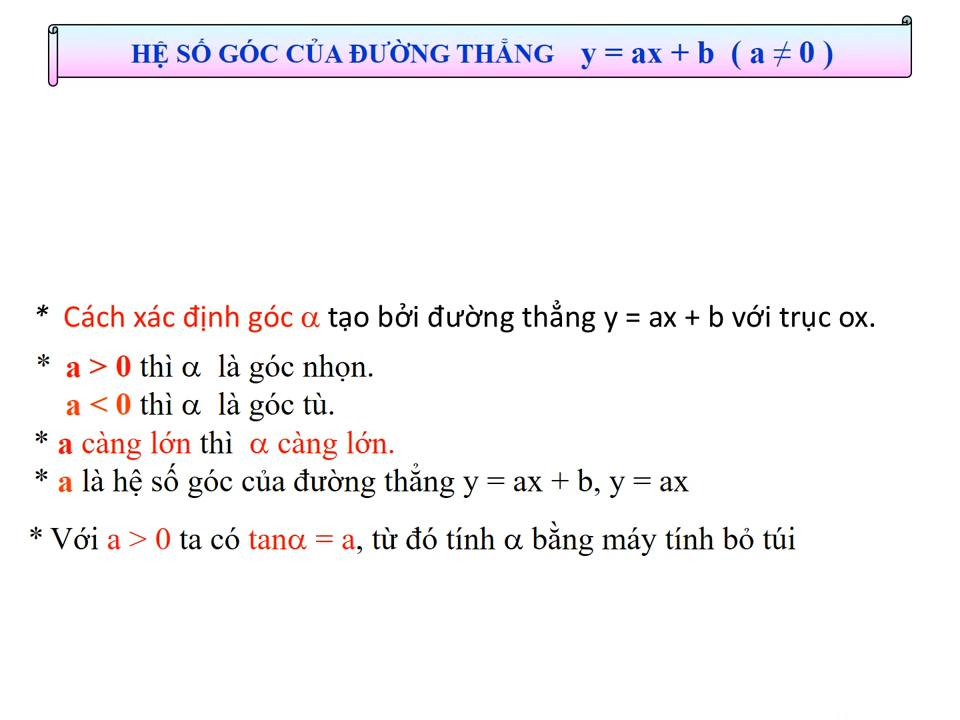 HỆ SỐ GÓC CỦA ĐƯỜNG THẲNG y = ax + b ( a ≠ 0 )
* Cách xác định góc α tạo bởi đường thẳng y = ax + b với trục ox.
* a > 0 thì α là góc nhọn.
a < 0 thì α là góc tù.
* a càng lớn thì α càng lớn.
* a là hệ số góc của đường thẳng y = ax + b, y = ax
* Với a > 0 ta có tanα = a, từ đó tính α bằng máy tính bỏ túi